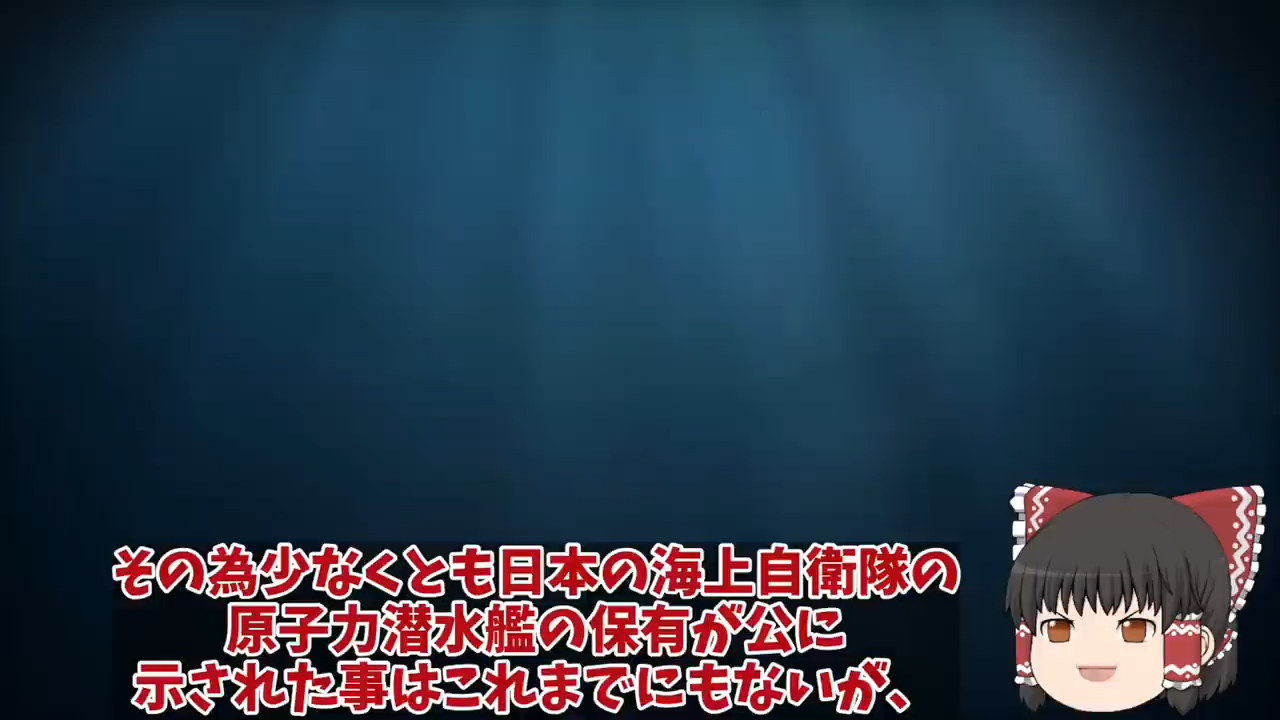 その為少なくとも日本の海上自衛隊の
原子力潜水艦の保有が公に
示された事はこれまでにもないが、